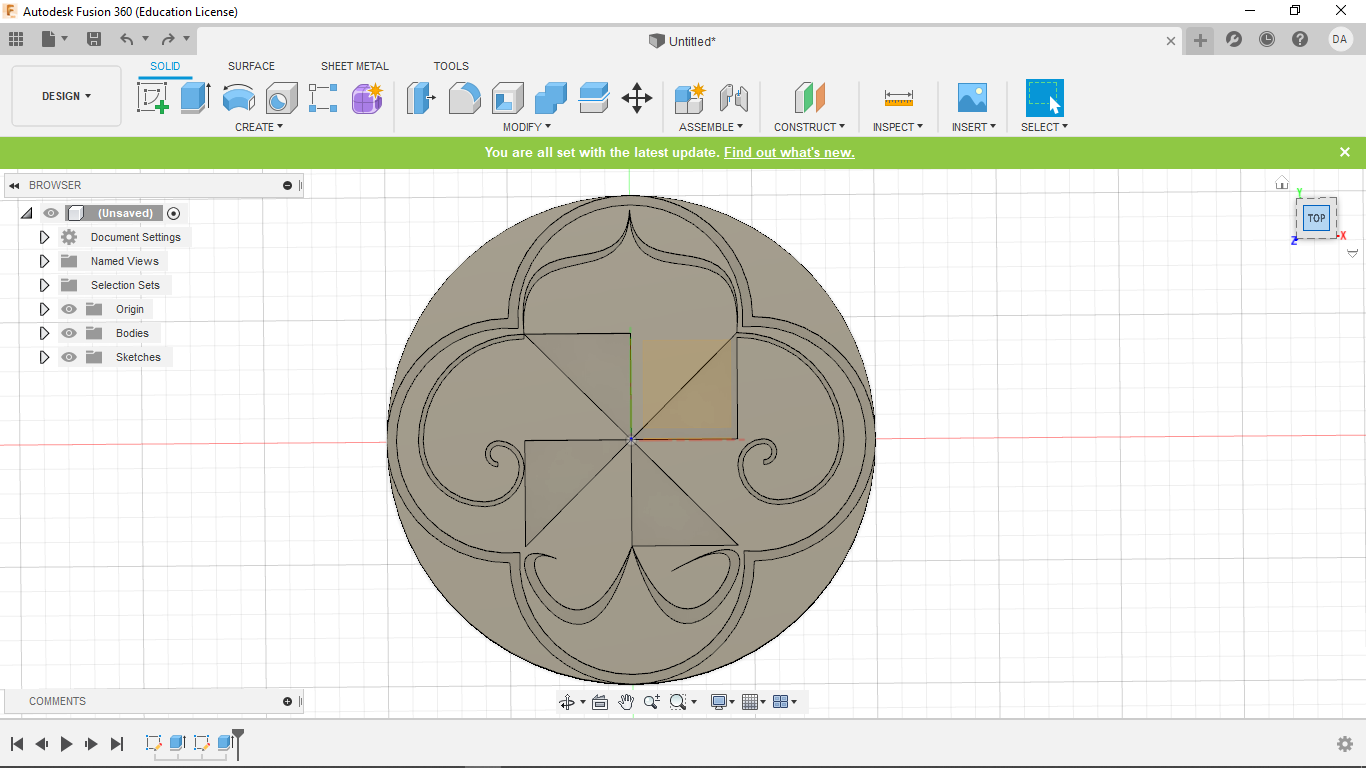 Autodesk Fusion 360 (Education License)
Untitled*
DA
SOLID SURFACE SHEET METAL TOOLS
DESIGN
CREATE MODIFY ASSEMBLE CONSTRUCT INSPECT INSERT SELECT
You are all set with the latest update. Find out what's new.
BROWSER
(Unsaved)
Document Settings
Named Views
Selection Sets
Origin
Bodies
Sketches
Y
TOP
Z X
COMMENTS